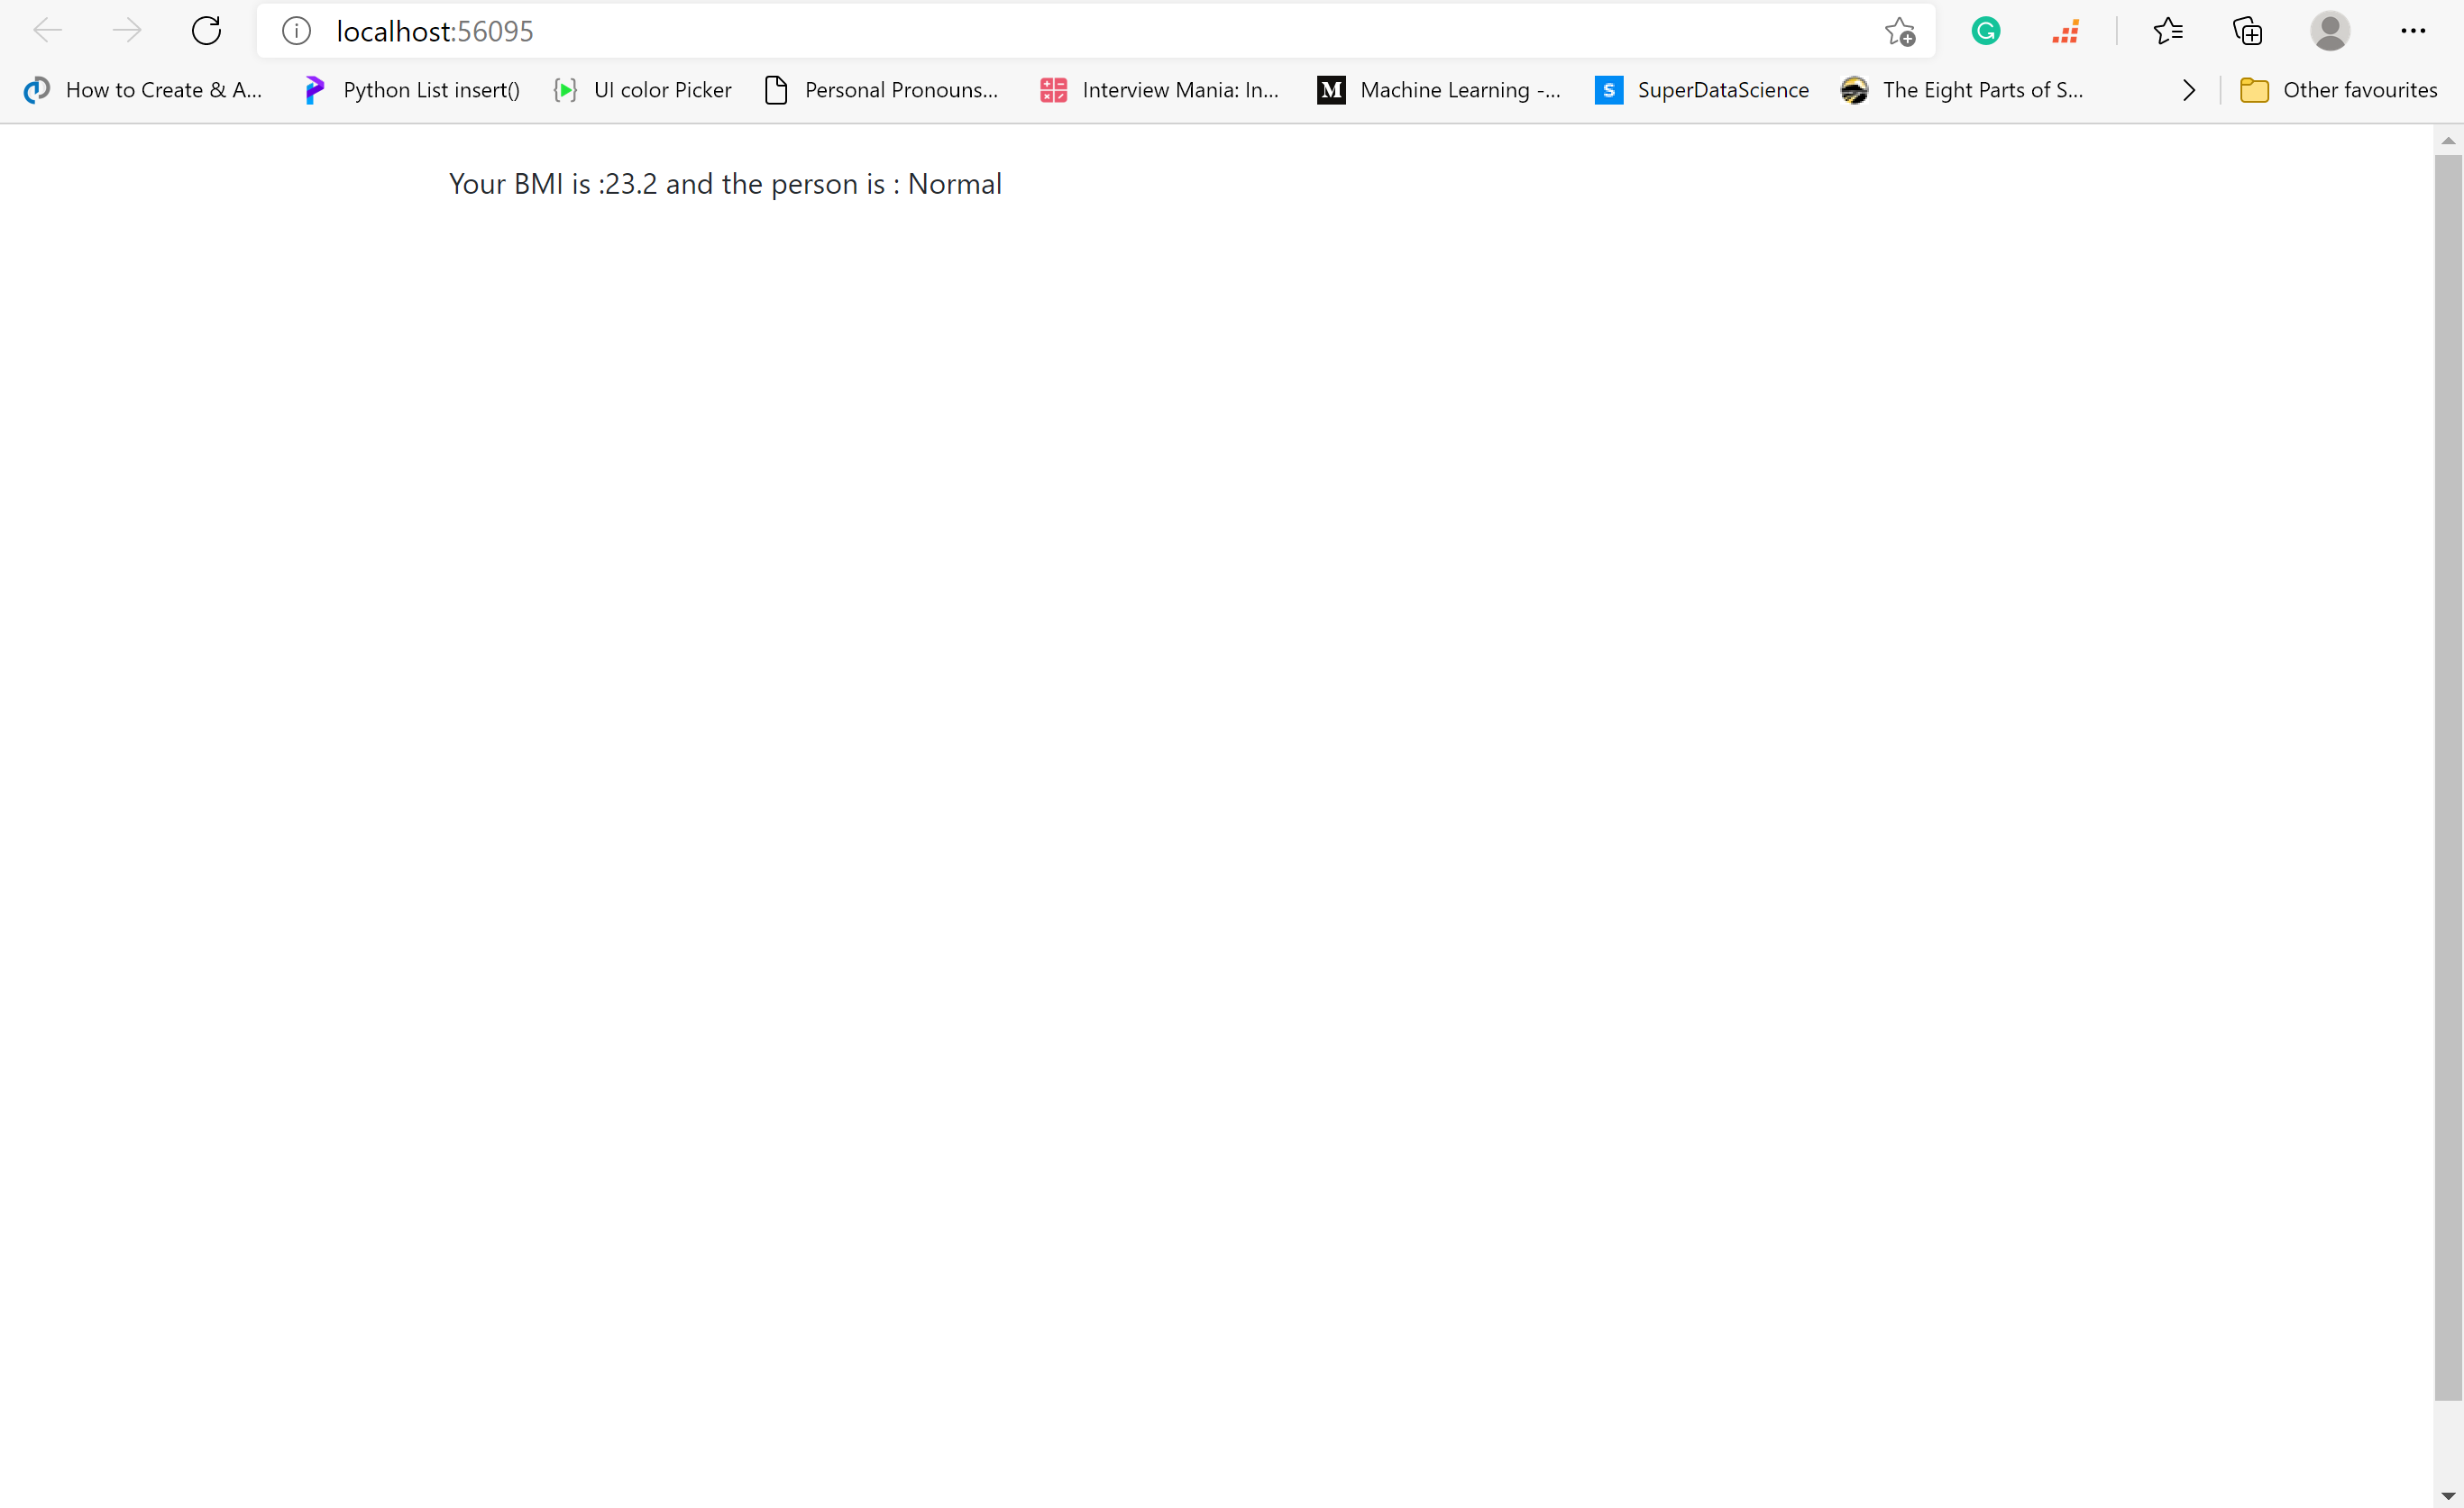 localhost:56095
How to Create & A...
Python List insert()
UI color Picker
Personal Pronouns...
Interview Mania: In...
M
Machine Learning -...
S
SuperDataScience
The Eight Parts of S...
Other favourites
Your BMI is :23.2 and the person is : Normal